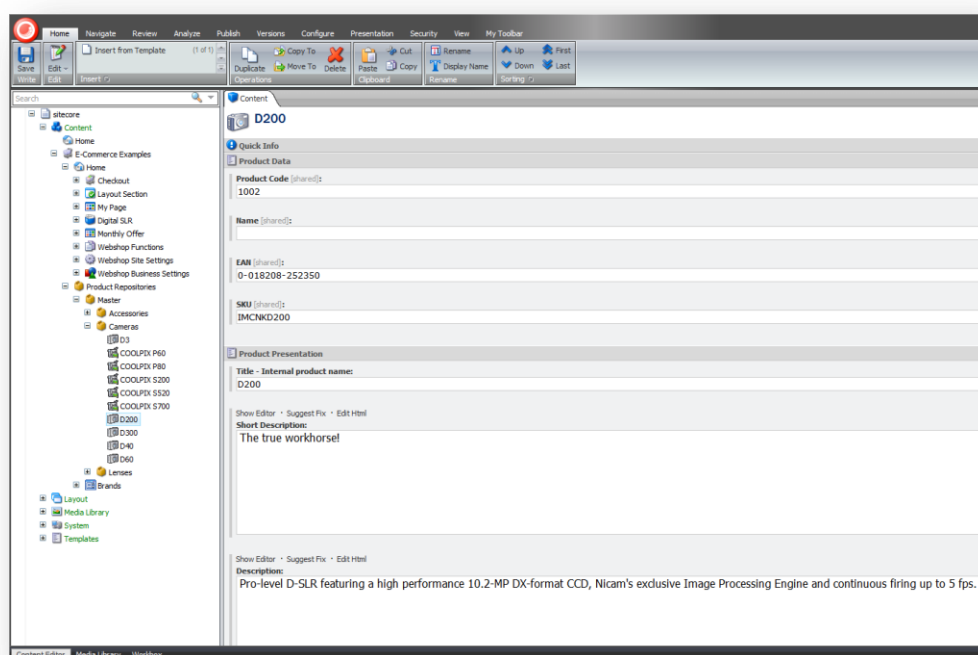 Home Navigate Review Analyze Publish Versions Configure Presentation Security View My Toolbar
Save Edit Insert from Template (1 of 1) Duplicate Copy To Move To Delete Paste Cut Copy Rename Display Name Up Down First Last
Write Edit Insert Operations Clipboard Rename Sorting
Search
sitecore
Content
Home
E-Commerce Examples
Home
Checkout
Layout Section
My Page
Digital SLR
Monthly Offer
Webshop Functions
Webshop Site Settings
Webshop Business Settings
Product Repositories
Master
Accessories
Cameras
D3
COOLPIX P60
COOLPIX P80
COOLPIX S200
COOLPIX S520
COOLPIX S700
D200
D300
D40
D60
Lenses
Brands
Layout
Media Library
System
Templates
Content
D200
Quick Info
Product Data
Product Code [shared]:
1002
Name [shared]:
EAN [shared]:
0-018208-252350
SKU [shared]:
IMCNKD200
Product Presentation
Title - Internal product name:
D200
Show Editor · Suggest Fix · Edit Html
Short Description:
The true workhorse!
Show Editor · Suggest Fix · Edit Html
Description:
Pro-level D-SLR featuring a high performance 10.2-MP DX-format CCD, Nicam's exclusive Image Processing Engine and continuous firing up to 5 fps.
Content Editor Media Library Workbox